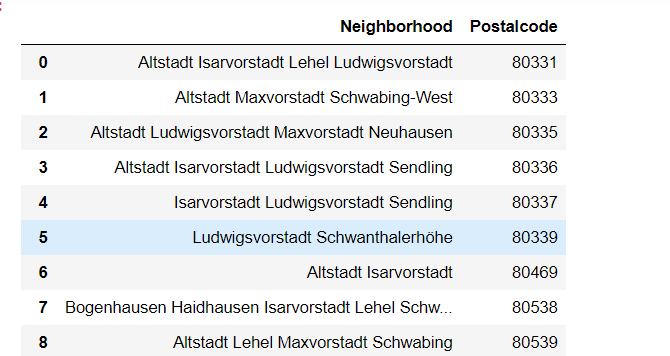 Neighborhood Postalcode
0 Altstadt Isarvorstadt Lehel Ludwigsvorstadt 80331
1 Altstadt Maxvorstadt Schwabing-West 80333
2 Altstadt Ludwigsvorstadt Maxvorstadt Neuhausen 80335
3 Altstadt Isarvorstadt Ludwigsvorstadt Sendling 80336
4 Isarvorstadt Ludwigsvorstadt Sendling 80337
5 Ludwigsvorstadt Schwanthalerhöhe 80339
6 Altstadt Isarvorstadt 80469
7 Bogenhausen Haidhausen Isarvorstadt Lehel Schw... 80538
8 Altstadt Lehel Maxvorstadt Schwabing 80539